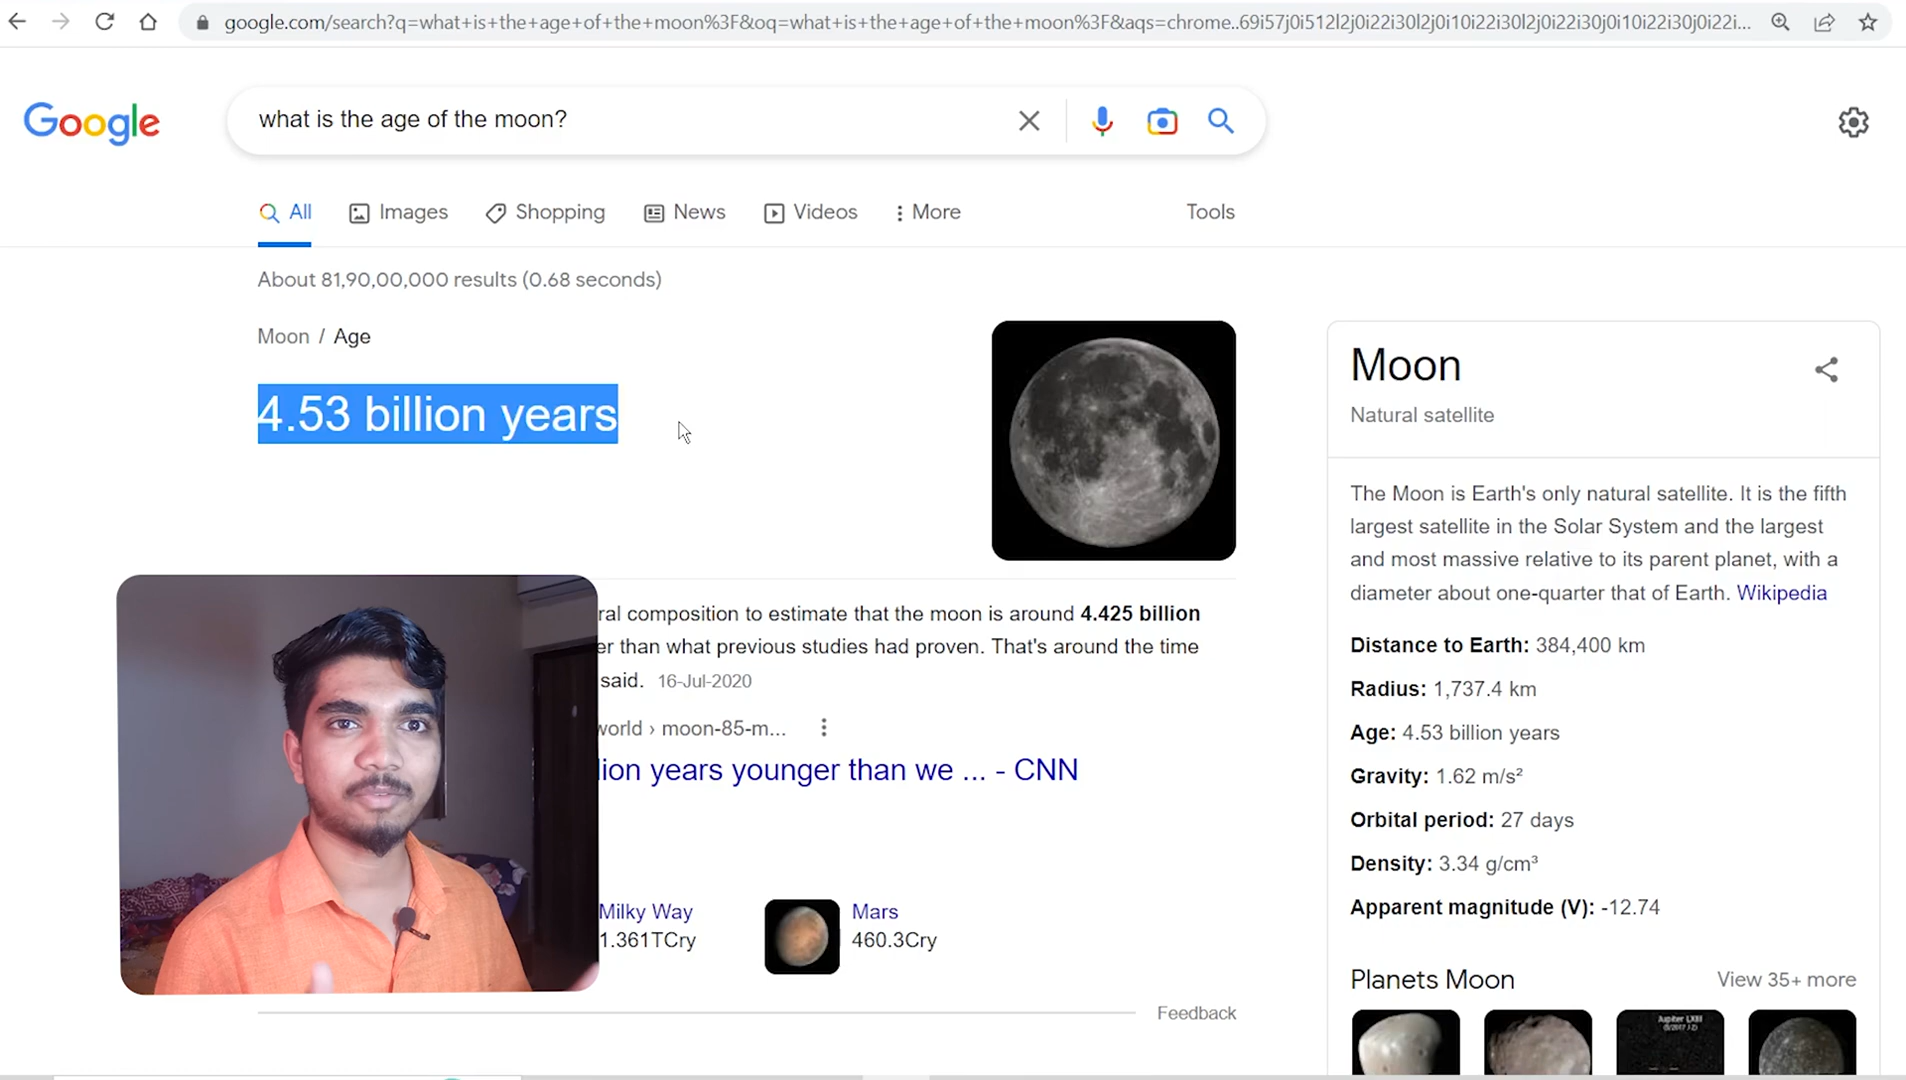 google.com/search?q=what+is+the+age+of+the+moon%3F&oq=what+is+the+age+of+the+moon%3F&aqs=chrome..69i57j0i512l2j0i22i30l2j0i10i22i30l2j0i22i30j0i10i22i30j0i22i...
Google
what is the age of the moon?
All Images Shopping News Videos More Tools
About 81,90,00,000 results (0.68 seconds)
Moon / Age
4.53 billion years
ral composition to estimate that the moon is around 4.425 billion
er than what previous studies had proven. That's around the time
said. 16-Jul-2020
world › moon-85-m...
lion years younger than we ... - CNN
Milky Way
1.361TCry
Mars
460.3Cry
Feedback
Moon
Natural satellite
The Moon is Earth's only natural satellite. It is the fifth
largest satellite in the Solar System and the largest
and most massive relative to its parent planet, with a
diameter about one-quarter that of Earth. Wikipedia
Distance to Earth: 384,400 km
Radius: 1,737.4 km
Age: 4.53 billion years
Gravity: 1.62 m/s²
Orbital period: 27 days
Density: 3.34 g/cm³
Apparent magnitude (V): -12.74
Planets Moon View 35+ more
Jupiter LXIII